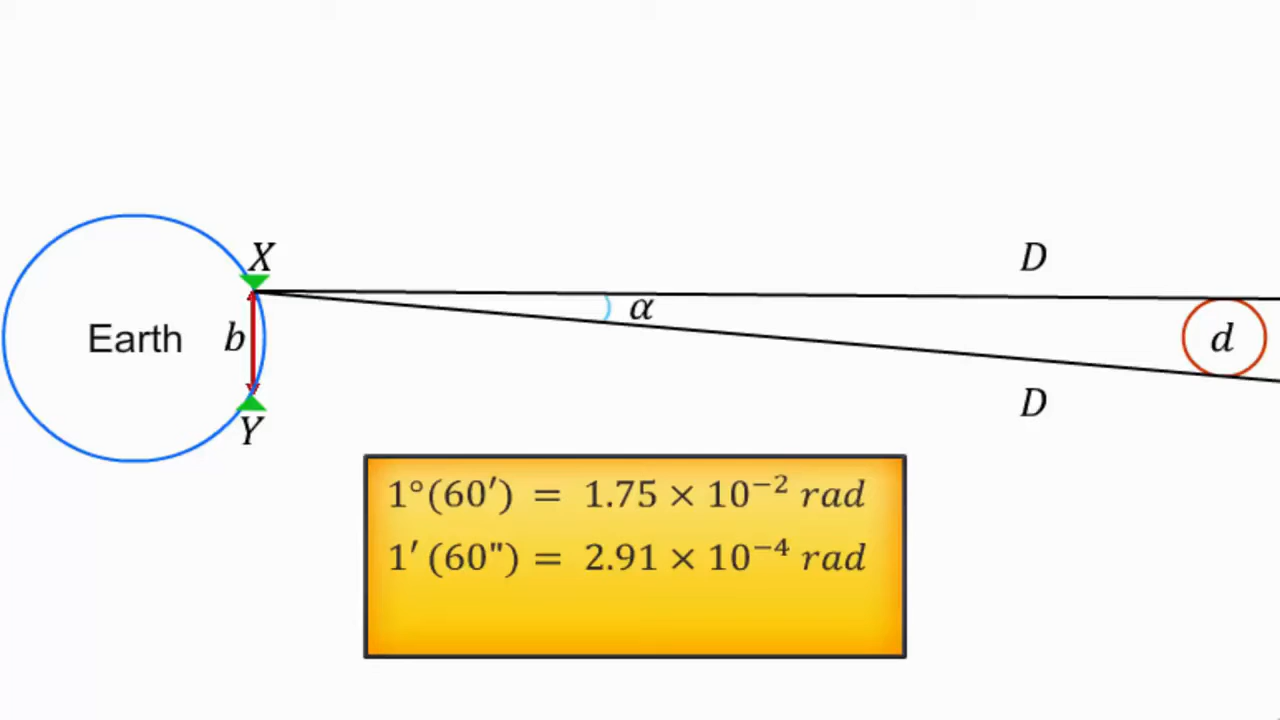 X
D
α
Earth
b
d
D
Y
1°(60′) = 1.75 × 10⁻² rad
1′ (60") = 2.91 × 10⁻⁴ rad